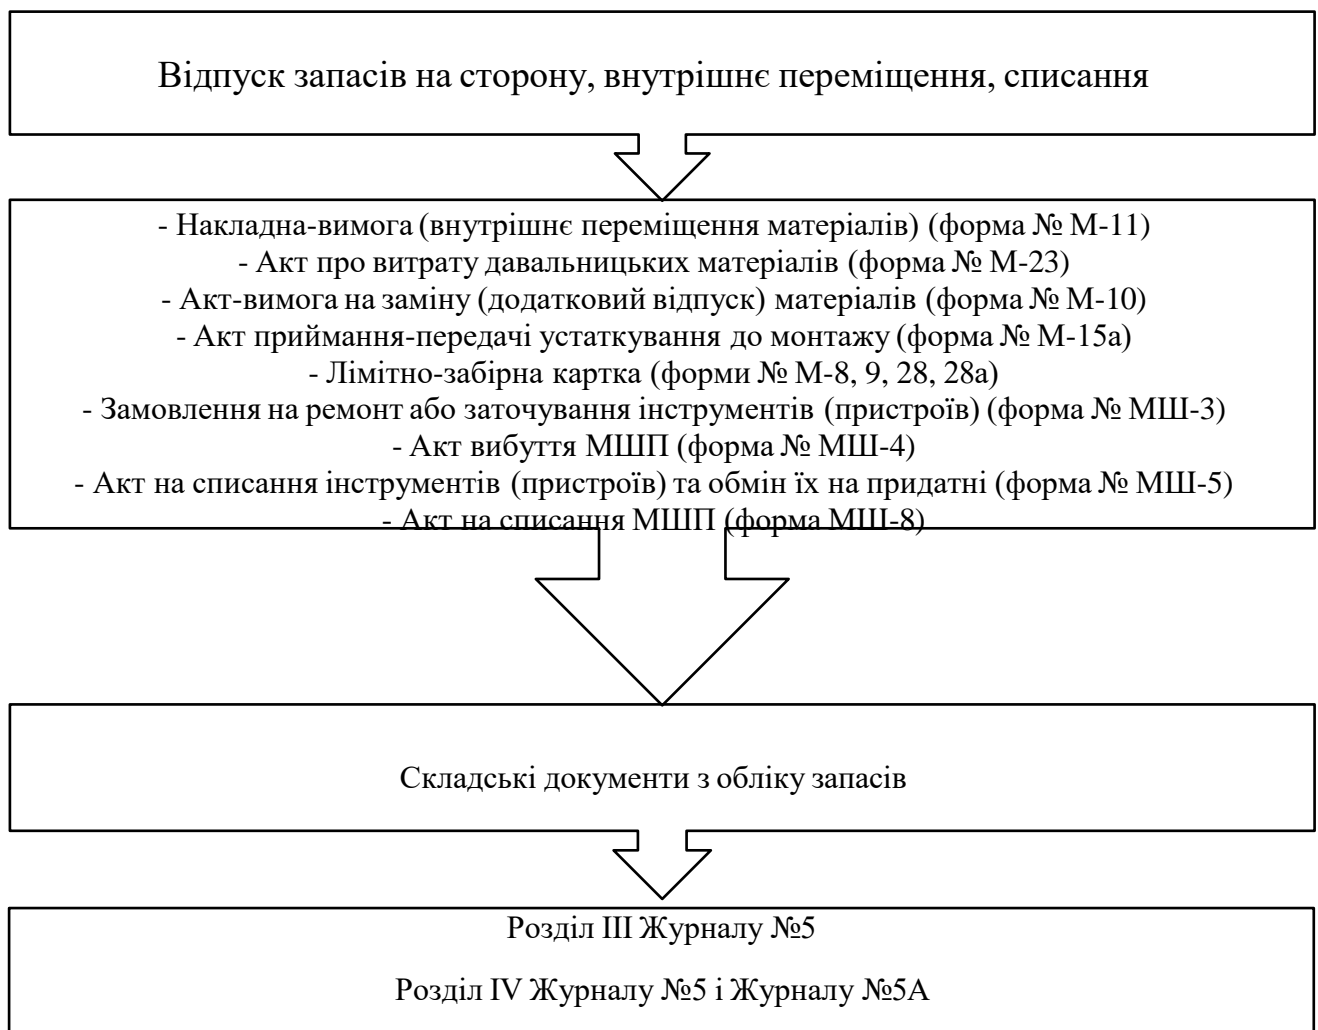 Відпуск запасів на сторону, внутрішнє переміщення, списання
- Накладна-вимога (внутрішнє переміщення матеріалів) (форма № М-11)
- Акт про витрату давальницьких матеріалів (форма № М-23)
- Акт-вимога на заміну (додатковий відпуск) матеріалів (форма № М-10)
- Акт приймання-передачі устаткування до монтажу (форма № М-15а)
- Лімітно-забірна картка (форми № М-8, 9, 28, 28а)
- Замовлення на ремонт або заточування інструментів (пристроїв) (форма № МШ-3)
- Акт вибуття МШП (форма № МШ-4)
- Акт на списання інструментів (пристроїв) та обмін їх на придатні (форма № МШ-5)
- Акт на списання МШП (форма МШ-8)
Складські документи з обліку запасів
Розділ ІІІ Журналу №5
Розділ IV Журналу №5 і Журналу №5А